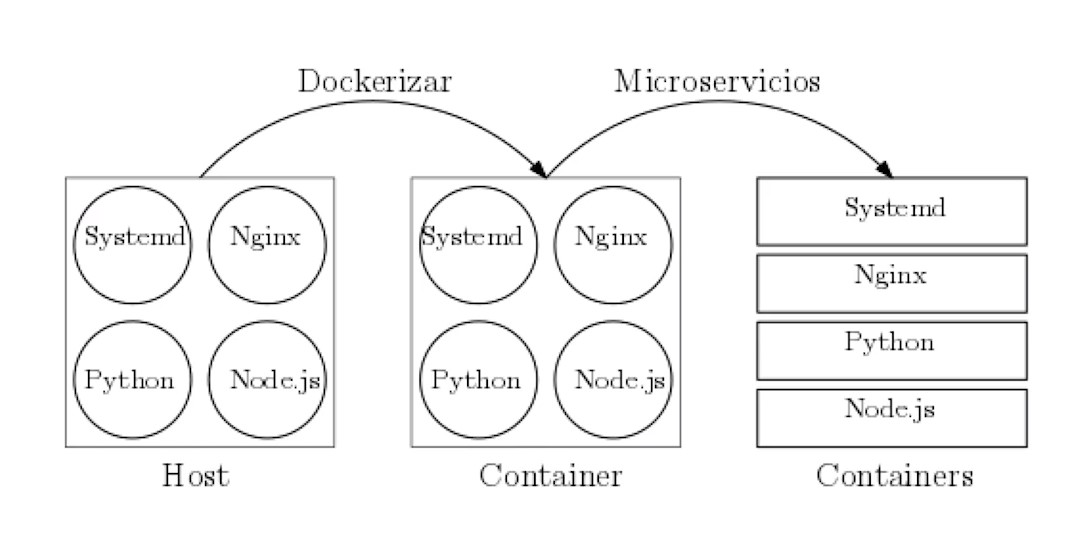 Dockerizar
Microservicios
Systemd
Nginx
Python
Node.js
Host
Systemd
Nginx
Python
Node.js
Container
Systemd
Nginx
Python
Node.js
Containers